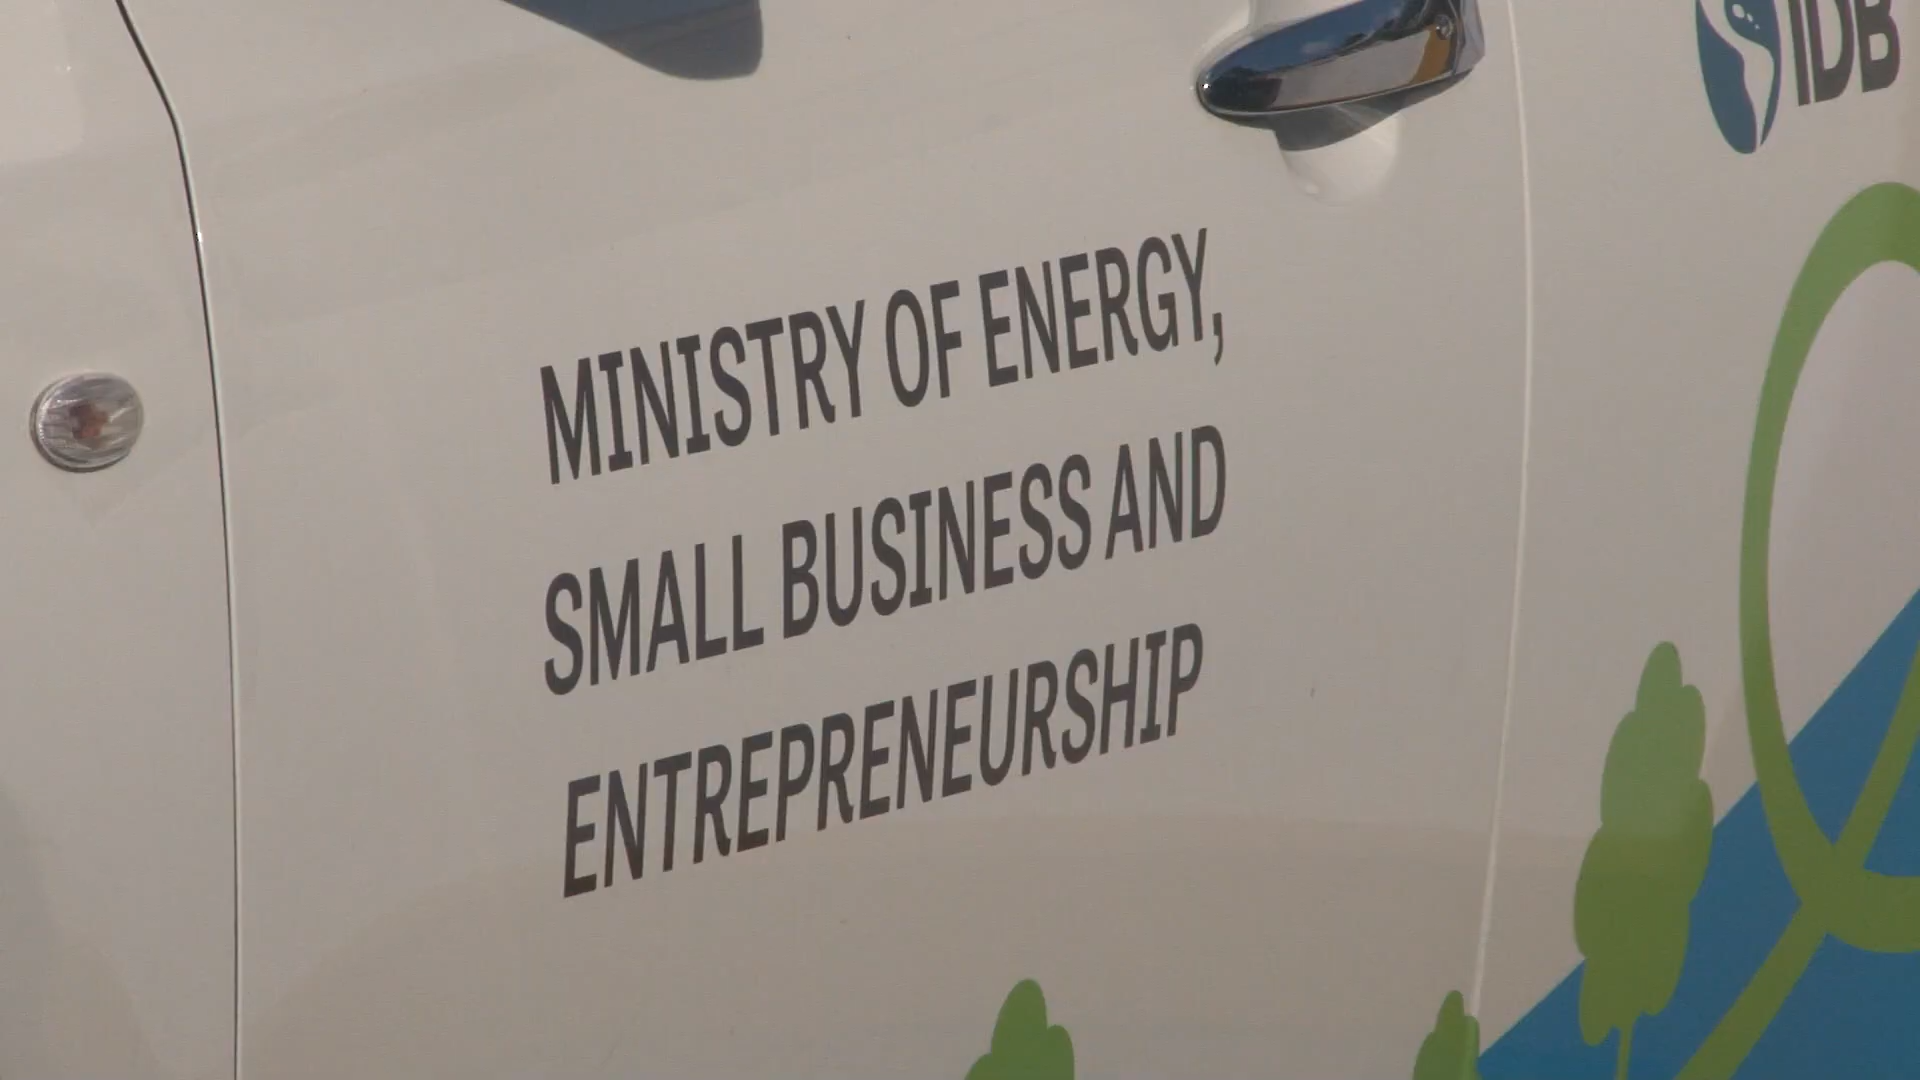 IDB
MINISTRY OF ENERGY,
SMALL BUSINESS AND
ENTREPRENEURSHIP